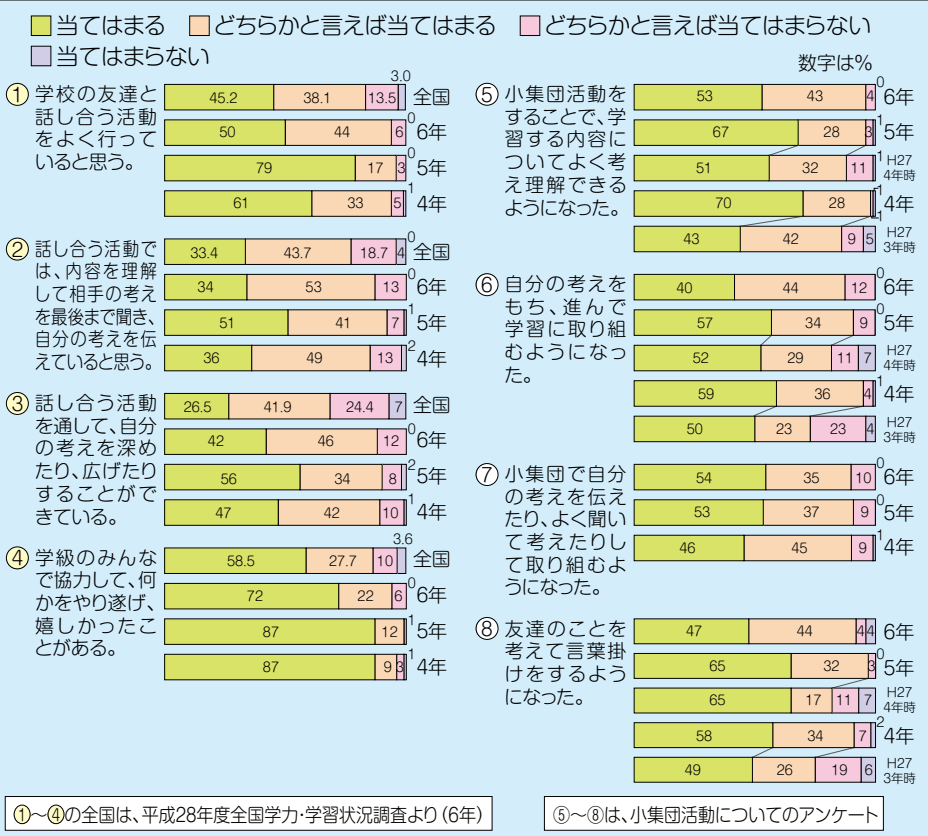 当てはまる どちらかと言えば当てはまる どちらかと言えば当てはまらない
当てはまらない
数字は%
① 学校の友達と
話し合う活動
をよく行って
いると思う。
3.0
45.2 38.1 13.5 全国
50 44 6 0 6年
79 17 3 0 5年
61 33 5 1 4年
② 話し合う活動で
は、内容を理解
して相手の考え
を最後まで聞き、
自分の考えを伝
えていると思う。
33.4 43.7 18.7 4 0 全国
34 53 13 0 6年
51 41 7 1 5年
36 49 13 2 4年
③ 話し合う活動
を通して、自分
の考えを深め
たり、広げたり
することがで
きている。
26.5 41.9 24.4 7 全国
42 46 12 0 6年
56 34 8 2 5年
47 42 10 1 4年
④ 学級のみんな
で協力して、何
かをやり遂げ、
嬉しかったこ
とがある。
3.6
58.5 27.7 10 全国
72 22 6 0 6年
87 12 1 5年
87 9 3 1 4年
⑤ 小集団活動を
することで、学
習する内容に
ついてよく考
え理解できる
ようになった。
53 43 4 0 6年
67 28 3 1 5年
51 32 11 1 H27
4年時
70 28 1 1 4年
43 42 9 5 H27
3年時
⑥ 自分の考えを
もち、進んで
学習に取り組
むようになっ
た。
40 44 12 0 6年
57 34 9 0 5年
52 29 11 7 H27
4年時
59 36 4 1 4年
50 23 23 4 H27
3年時
⑦ 小集団で自分
の考えを伝え
たり、よく聞い
て考えたりし
て取り組むよ
うになった。
54 35 10 0 6年
53 37 9 0 5年
46 45 9 1 4年
⑧ 友達のことを
考えて言葉掛
けをするよう
になった。
47 44 4 4 6年
65 32 3 0 5年
65 17 11 7 H27
4年時
58 34 7 2 4年
49 26 19 6 H27
3年時
①～④の全国は、平成28年度全国学力・学習状況調査より(6年)
⑤～⑧は、小集団活動についてのアンケート